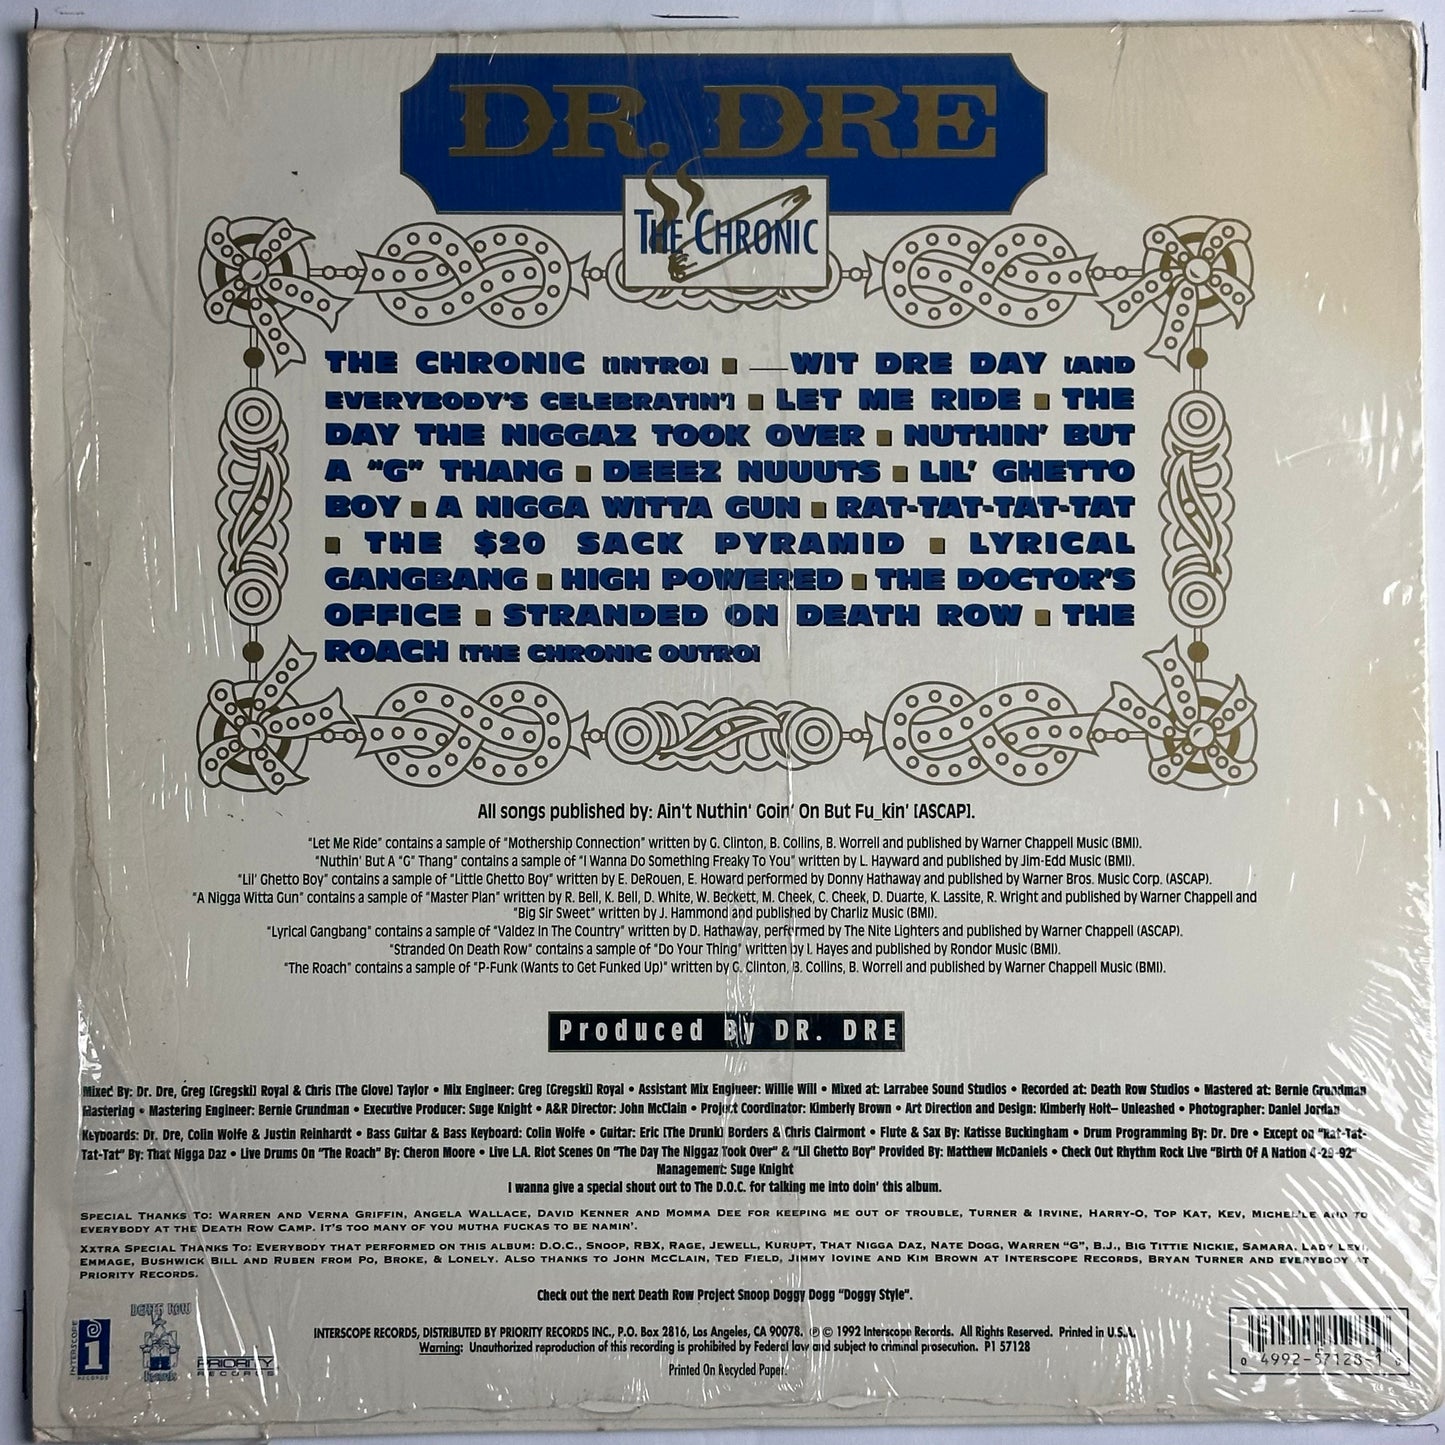 DR. DRE
THE CHRONIC
THE CHRONIC [INTRO] ■ __WIT DRE DAY [AND
EVERYBODY'S CELEBRATIN'] ■ LET ME RIDE ■ THE
DAY THE NIGGAZ TOOK OVER ■ NUTHIN' BUT
A "G" THANG ■ DEEEZ NUUUTS ■ LIL' GHETTO
BOY ■ A NIGGA WITTA GUN ■ RAT-TAT-TAT-TAT
■ THE $20 SACK PYRAMID ■ LYRICAL
GANGBANG ■ HIGH POWERED ■ THE DOCTOR'S
OFFICE ■ STRANDED ON DEATH ROW ■ THE
ROACH [THE CHRONIC OUTRO]
All songs published by: Ain't Nuthin' Goin' On But Fu_kin' [ASCAP].
"Let Me Ride" contains a sample of "Mothership Connection" written by G. Clinton, B. Collins, B. Worrell and published by Warner Chappell Music (BMI).
"Nuthin' But A "G" Thang" contains a sample of "I Wanna Do Something Freaky To You" written by L. Hayward and published by Jim-Edd Music (BMI).
"Lil' Ghetto Boy" contains a sample of "Little Ghetto Boy" written by E. DeRouen, E. Howard performed by Donny Hathaway and published by Warner Bros. Music Corp. (ASCAP).
"A Nigga Witta Gun" contains a sample of "Master Plan" written by R. Bell, K. Bell, D. White, W. Beckett, M. Cheek, C. Cheek, D. Duarte, K. Lassite, R. Wright and published by Warner Chappell and
"Big Sir Sweet" written by J. Hammond and published by Charliz Music (BMI).
"Lyrical Gangbang" contains a sample of "Valdez In The Country" written by D. Hathaway, performed by The Nite Lighters and published by Warner Chappell (ASCAP).
"Stranded On Death Row" contains a sample of "Do Your Thing" written by I. Hayes and published by Rondor Music (BMI).
"The Roach" contains a sample of "P-Funk (Wants to Get Funked Up)" written by G. Clinton, B. Collins, B. Worrell and published by Warner Chappell Music (BMI).
Produced By DR. DRE
Mixed By: Dr. Dre, Greg [Gregski] Royal & Chris [The Glove] Taylor • Mix Engineer: Greg [Gregski] Royal • Assistant Mix Engineer: Willie Will • Mixed at: Larrabee Sound Studios • Recorded at: Death Row Studios • Mastered at: Bernie Grundman
Mastering • Mastering Engineer: Bernie Grundman • Executive Producer: Suge Knight • A&R Director: John McClain • Project Coordinator: Kimberly Brown • Art Direction and Design: Kimberly Holt– Unleashed • Photographer: Daniel Jordan
Keyboards: Dr. Dre, Colin Wolfe & Justin Reinhardt • Bass Guitar & Bass Keyboard: Colin Wolfe • Guitar: Eric [The Drunk] Borders & Chris Clairmont • Flute & Sax By: Katisse Buckingham • Drum Programming By: Dr. Dre • Except on "Rat-Tat-
Tat-Tat" By: That Nigga Daz • Live Drums On "The Roach" By: Cheron Moore • Live L.A. Riot Scenes On "The Day The Niggaz Took Over" & "Lil Ghetto Boy" Provided By: Matthew McDaniels • Check Out Rhythm Rock Live "Birth Of A Nation 4-29-92"
Management: Suge Knight
I wanna give a special shout out to The D.O.C. for talking me into doin' this album.
SPECIAL THANKS TO: WARREN AND VERNA GRIFFIN, ANGELA WALLACE, DAVID KENNER AND MOMMA DEE FOR KEEPING ME OUT OF TROUBLE, TURNER & IRVINE, HARRY-O, TOP KAT, KEV, MICHEL'LE AND TO
EVERYBODY AT THE DEATH ROW CAMP. IT'S TOO MANY OF YOU MUTHA FUCKAS TO BE NAMIN'.
XXTRA SPECIAL THANKS TO: EVERYBODY THAT PERFORMED ON THIS ALBUM: D.O.C., SNOOP, RBX, RAGE, JEWELL, KURUPT, THAT NIGGA DAZ, NATE DOGG, WARREN "G", B.J., BIG TITTIE NICKIE, SAMARA, LADY LEVI,
EMMAGE, BUSHWICK BILL AND RUBEN FROM PO, BROKE, & LONELY. ALSO THANKS TO JOHN MCCLAIN, TED FIELD, JIMMY IOVINE AND KIM BROWN AT INTERSCOPE RECORDS, BRYAN TURNER AND EVERYBODY AT
PRIORITY RECORDS.
Check out the next Death Row Project Snoop Doggy Dogg "Doggy Style".
INTERSCOPE RECORDS
DEATH ROW Records
PRIORITY RECORDS
INTERSCOPE RECORDS, DISTRIBUTED BY PRIORITY RECORDS INC., P.O. Box 2816, Los Angeles, CA 90078. ℗ © 1992 Interscope Records. All Rights Reserved. Printed in U.S.A.
Warning: Unauthorized reproduction of this recording is prohibited by Federal law and subject to criminal prosecution. P1 57128
Printed On Recycled Paper.
0 4992-57128-1 6